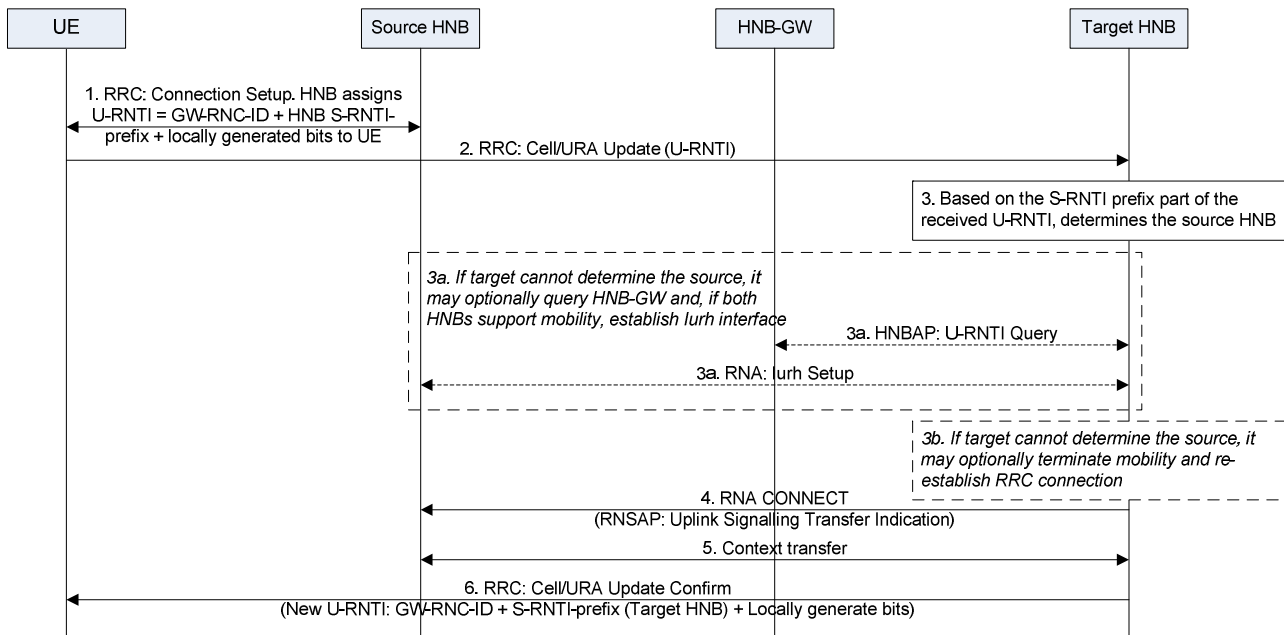 UE
Source HNB
HNB-GW
Target HNB
1. RRC: Connection Setup. HNB assigns
U-RNTI = GW-RNC-ID + HNB S-RNTI-
prefix + locally generated bits to UE
2. RRC: Cell/URA Update (U-RNTI)
3. Based on the S-RNTI prefix part of the
received U-RNTI, determines the source HNB
3a. If target cannot determine the source, it
may optionally query HNB-GW and, if both
HNBs support mobility, establish Iurh interface
3a. HNBAP: U-RNTI Query
3a. RNA: Iurh Setup
3b. If target cannot determine the source, it
may optionally terminate mobility and re-
establish RRC connection
4. RNA CONNECT
(RNSAP: Uplink Signalling Transfer Indication)
5. Context transfer
6. RRC: Cell/URA Update Confirm
(New U-RNTI: GW-RNC-ID + S-RNTI-prefix (Target HNB) + Locally generate bits)